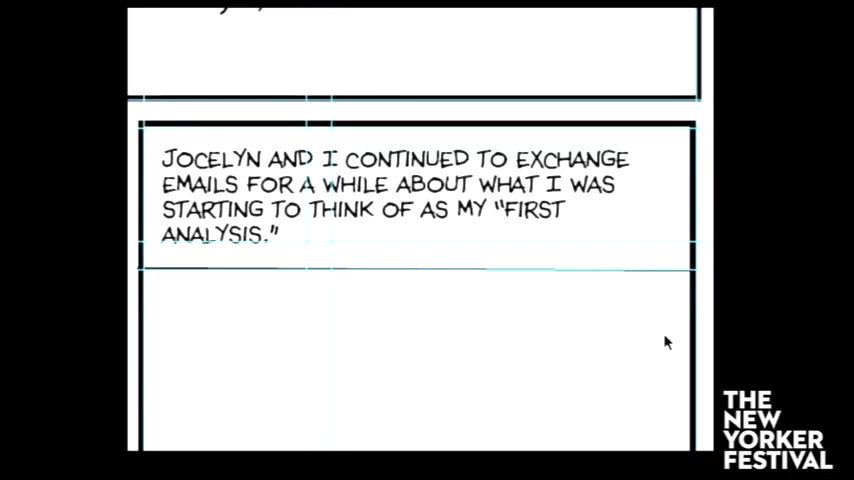 JOCELYN AND I CONTINUED TO EXCHANGE
EMAILS FOR A WHILE ABOUT WHAT I WAS
STARTING TO THINK OF AS MY "FIRST
ANALYSIS."
THE
NEW
YORKER
FESTIVAL